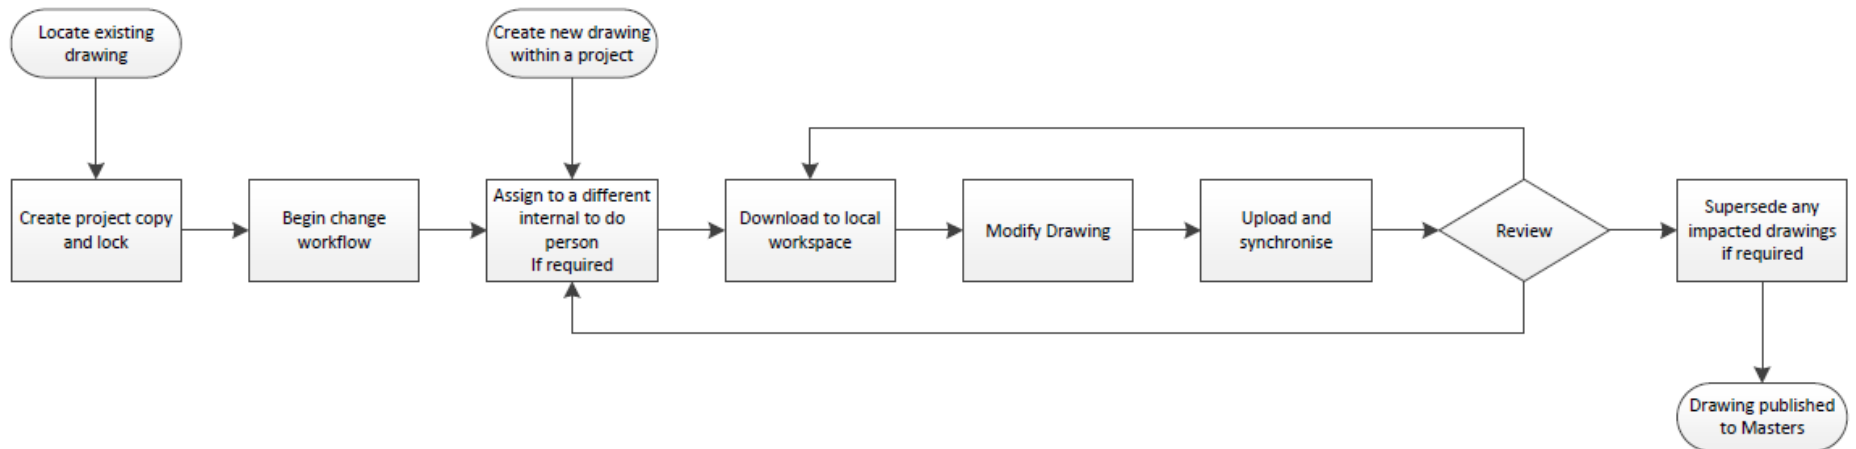 Locate existing
drawing
Create new drawing
within a project
Create project copy
and lock
Begin change
workflow
Assign to a different
internal to do
person
If required
Download to local
workspace
Modify Drawing
Upload and
synchronise
Review
Supersede any
impacted drawings
if required
Drawing published
to Masters